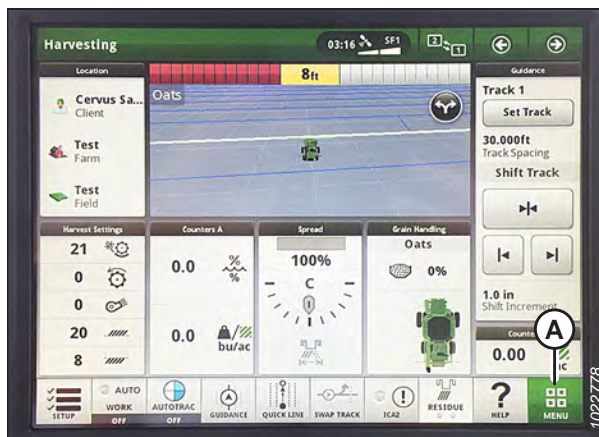 Harvesting
03:16
SF1
2
1
Location
Cervus Sa...
Client
Test
Farm
Test
Field
8ft
Oats
Guidance
Track 1
Set Track
30.000ft
Track Spacing
Shift Track
1.0 in
Shift Increment
Harvest Settings
21
0
0
20
8
Counters A
0.0
%
%
0.0
bu/ac
Spread
100%
C
Grain Handling
Oats
0%
A
0.00
SETUP
AUTO
WORK
OFF
AUTOTRAC
OFF
GUIDANCE
QUICK LINE
SWAP TRACK
ICA2
RESIDUE
HELP
MENU
1022778